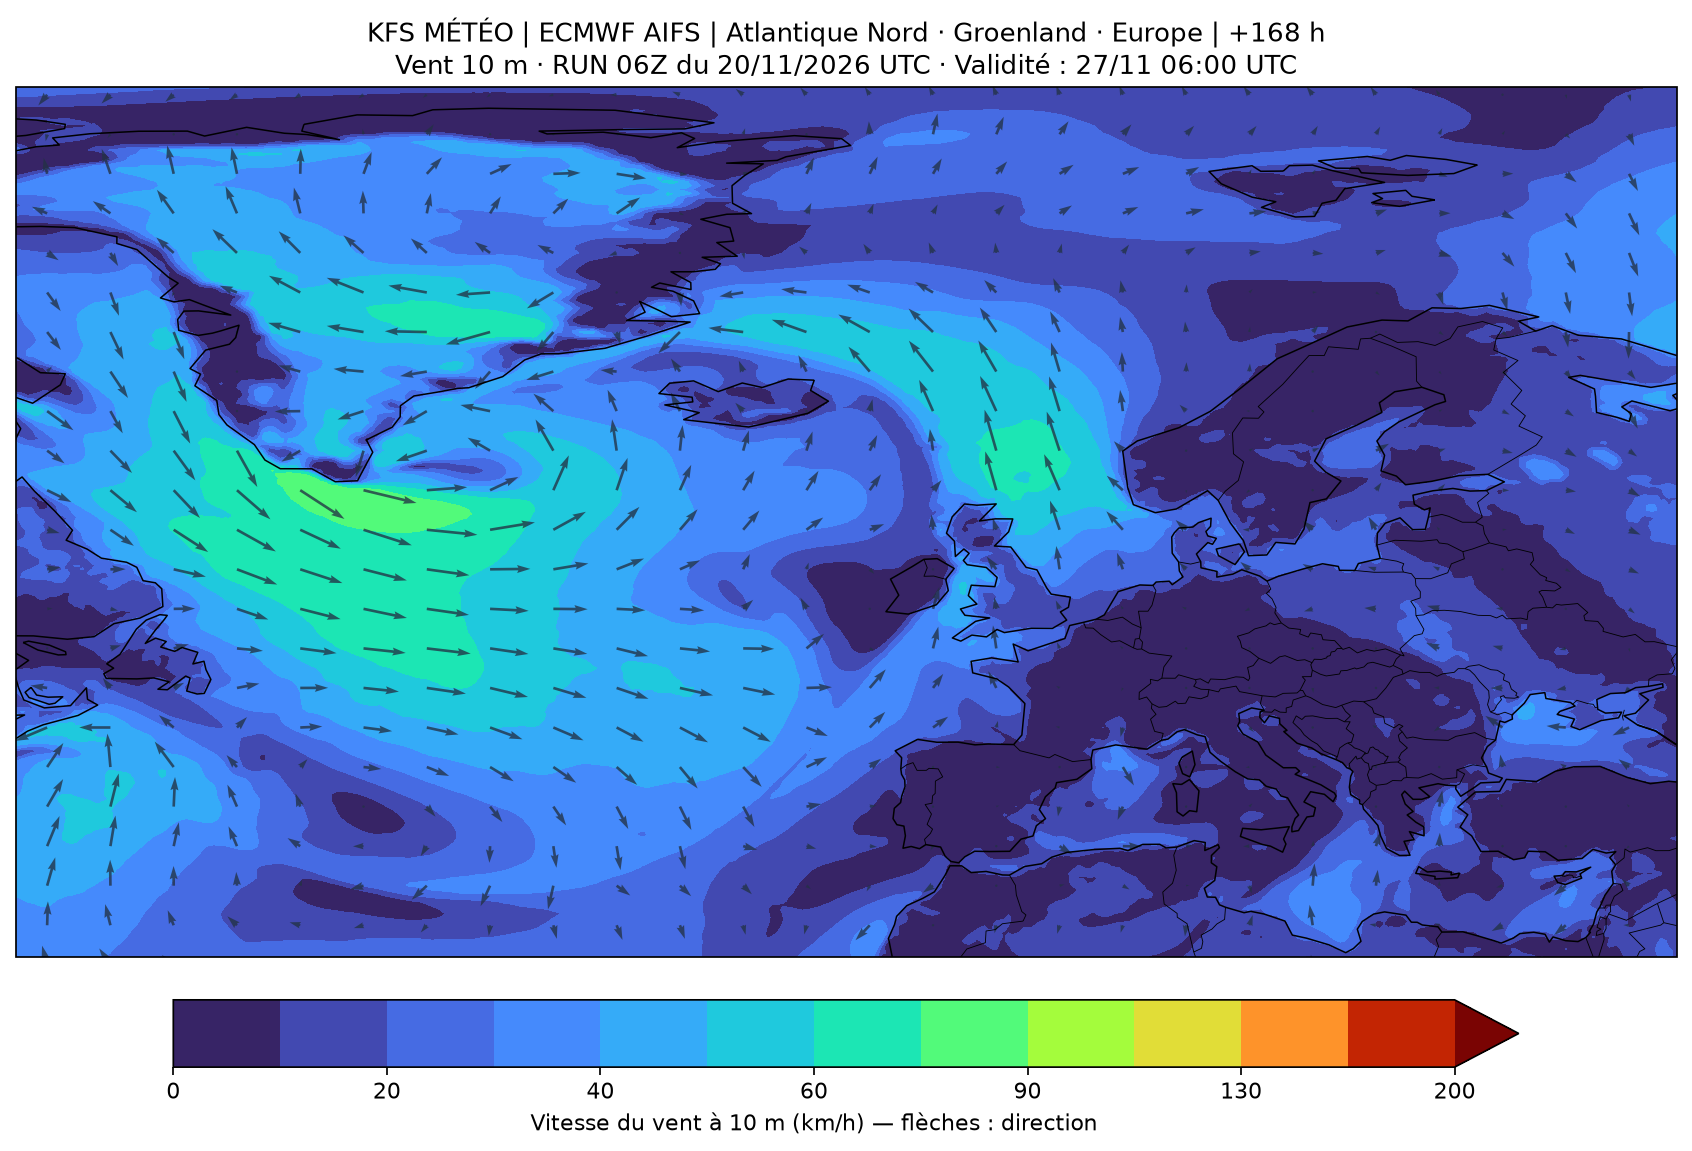 KFS MÉTÉO | ECMWF AIFS | Atlantique Nord · Groenland · Europe | +168 h
Vent 10 m · RUN 06Z du 20/11/2026 UTC · Validité : 27/11 06:00 UTC
0 20 40 60 90 130 200
Vitesse du vent à 10 m (km/h) — flèches : direction